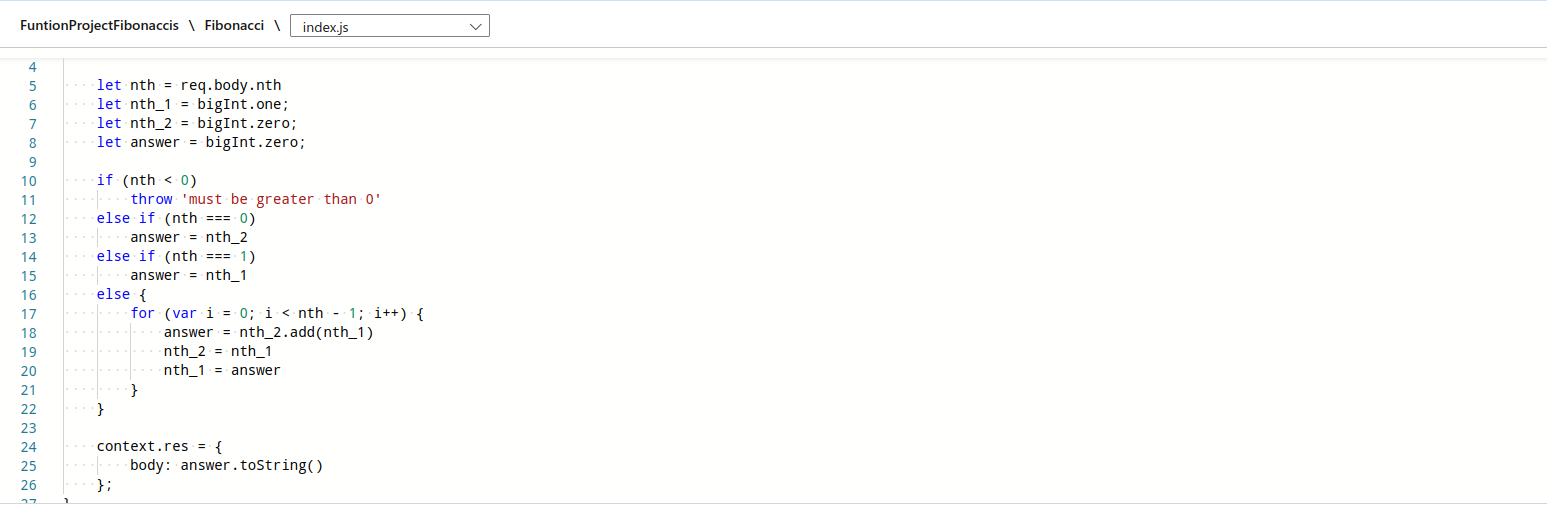 FuntionProjectFibonaccis \ Fibonacci \ index.js
4
5 let nth = req.body.nth
6 let nth_1 = bigInt.one;
7 let nth_2 = bigInt.zero;
8 let answer = bigInt.zero;
9
10 if (nth < 0)
11 throw 'must be greater than 0'
12 else if (nth === 0)
13 answer = nth_2
14 else if (nth === 1)
15 answer = nth_1
16 else {
17 for (var i = 0; i < nth - 1; i++) {
18 answer = nth_2.add(nth_1)
19 nth_2 = nth_1
20 nth_1 = answer
21 }
22 }
23
24 context.res = {
25 body: answer.toString()
26 };
27 }